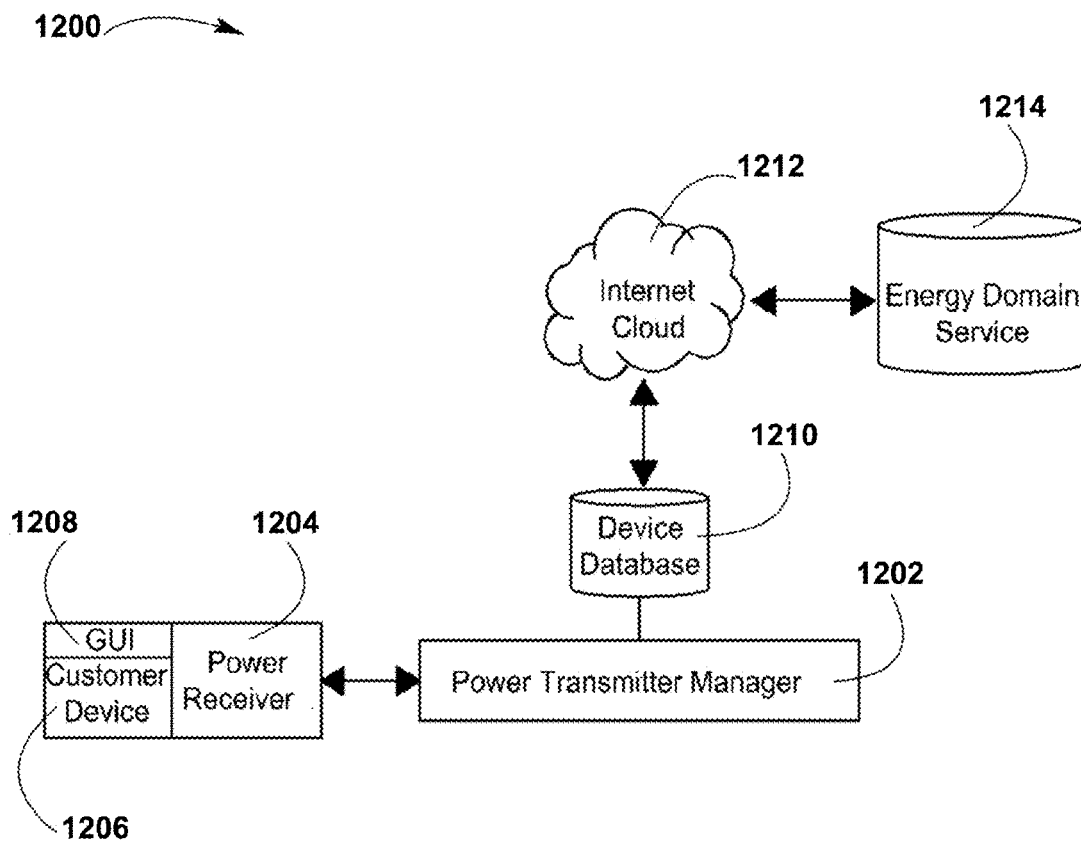 1200
1214
1212
Internet
Cloud
Energy Domain
Service
1210
Device
Database
1208
1204
1202
GUI
Customer
Device
Power
Receiver
Power Transmitter Manager
1206